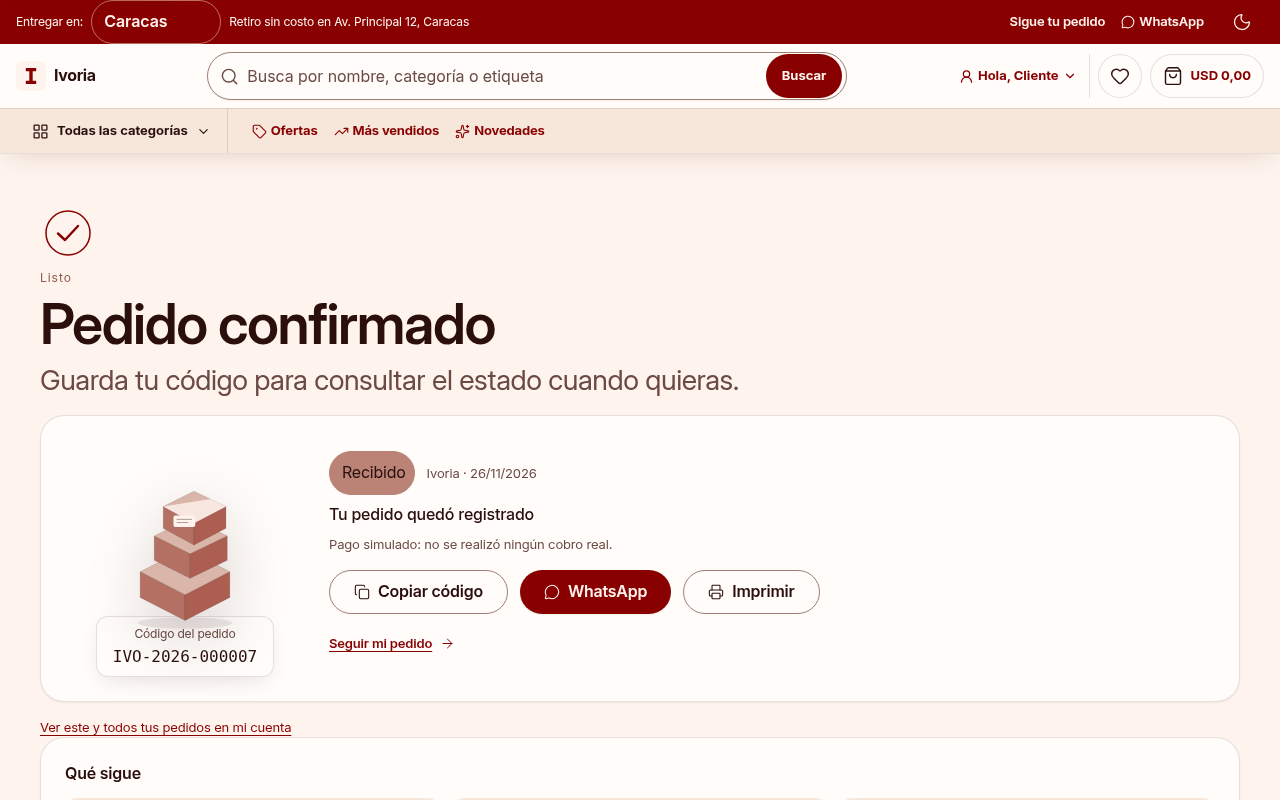 Entregar en:
Caracas
Retiro sin costo en Av. Principal 12, Caracas
Sigue tu pedido
WhatsApp
I
Ivoria
Busca por nombre, categoría o etiqueta
Buscar
Hola, Cliente
USD 0,00
Todas las categorías
Ofertas
Más vendidos
Novedades
Listo
Pedido confirmado
Guarda tu código para consultar el estado cuando quieras.
Recibido
Ivoria · 26/11/2026
Tu pedido quedó registrado
Pago simulado: no se realizó ningún cobro real.
Copiar código
WhatsApp
Imprimir
Código del pedido
IVO-2026-000007
Seguir mi pedido
Ver este y todos tus pedidos en mi cuenta
Qué sigue